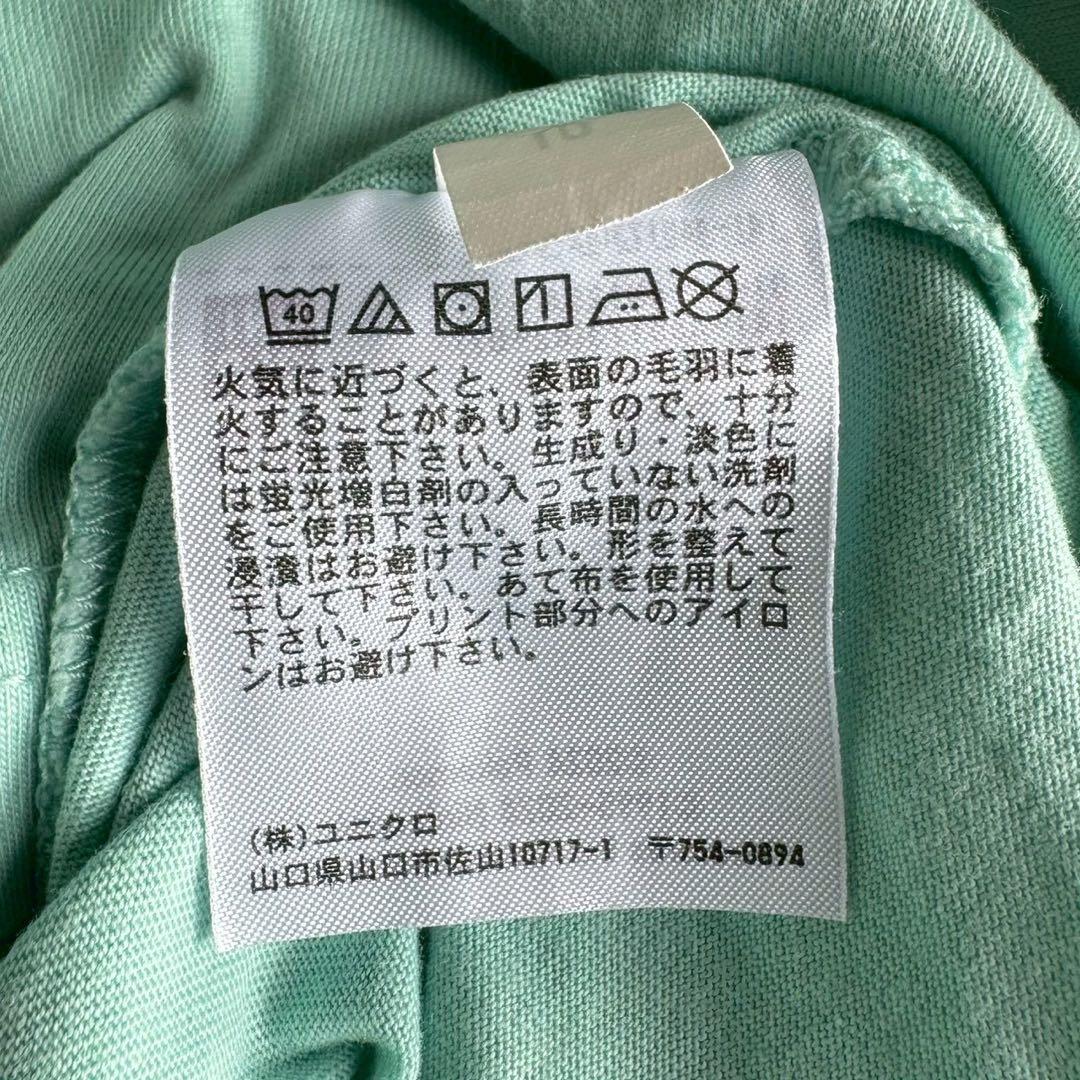 40
火気に近づくと、表面の毛羽に着
火することがありますので、十分
にご注意下さい。生成り・淡い色に
は蛍光増白剤の入っていない洗剤
をご使用下さい。長時間の水への
浸漬はお避け下さい。形を整えて
干して下さい。あて布を使用して
下さい。プリント部分へのアイロ
ンはお避け下さい。
(株)ユニクロ
山口県山口市佐山10717-1 〒754-0894